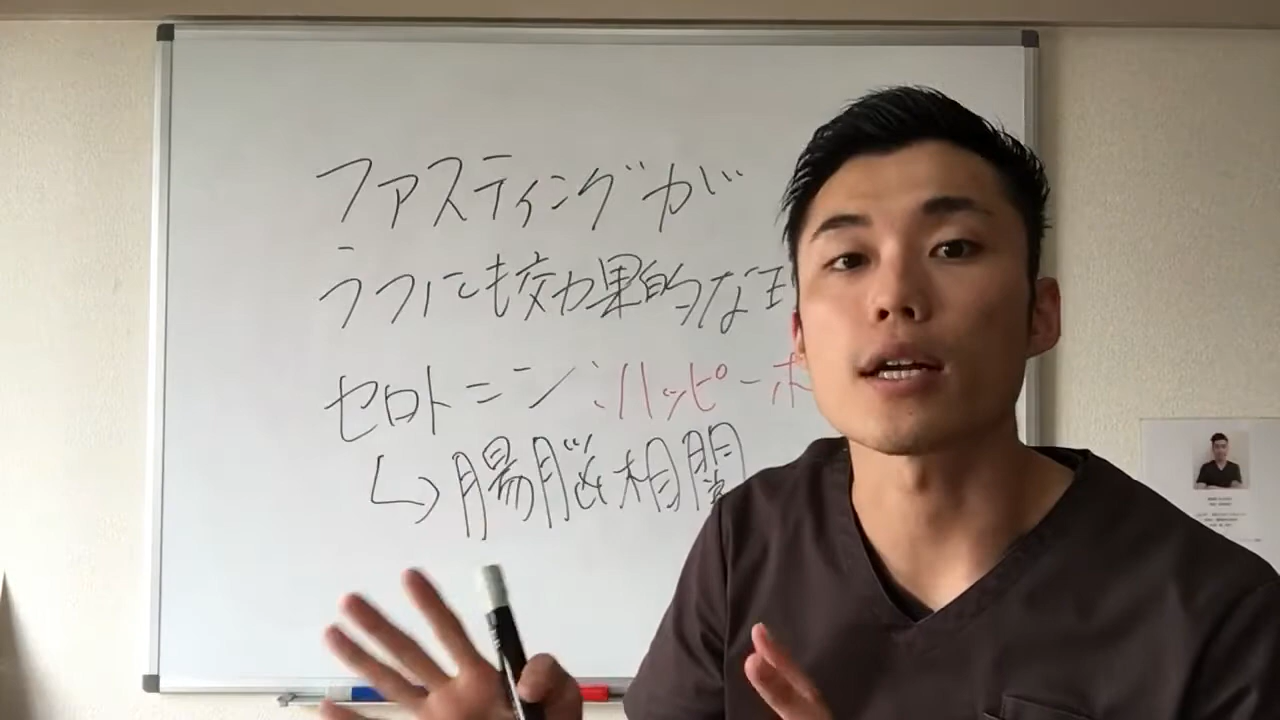 ファスティングが
うつにも効果的な
セロトニン:ハッピー
↳腸脳相関